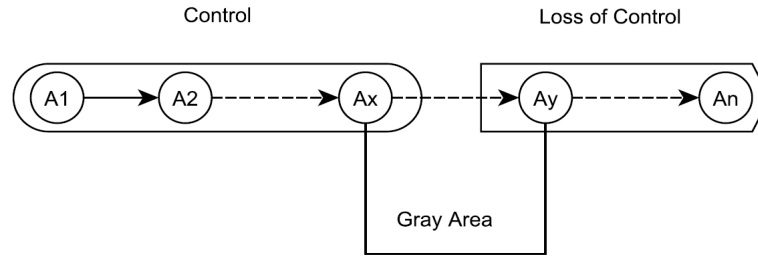 Control
Loss of Control
A1
A2
Ax
Ay
An
Gray Area